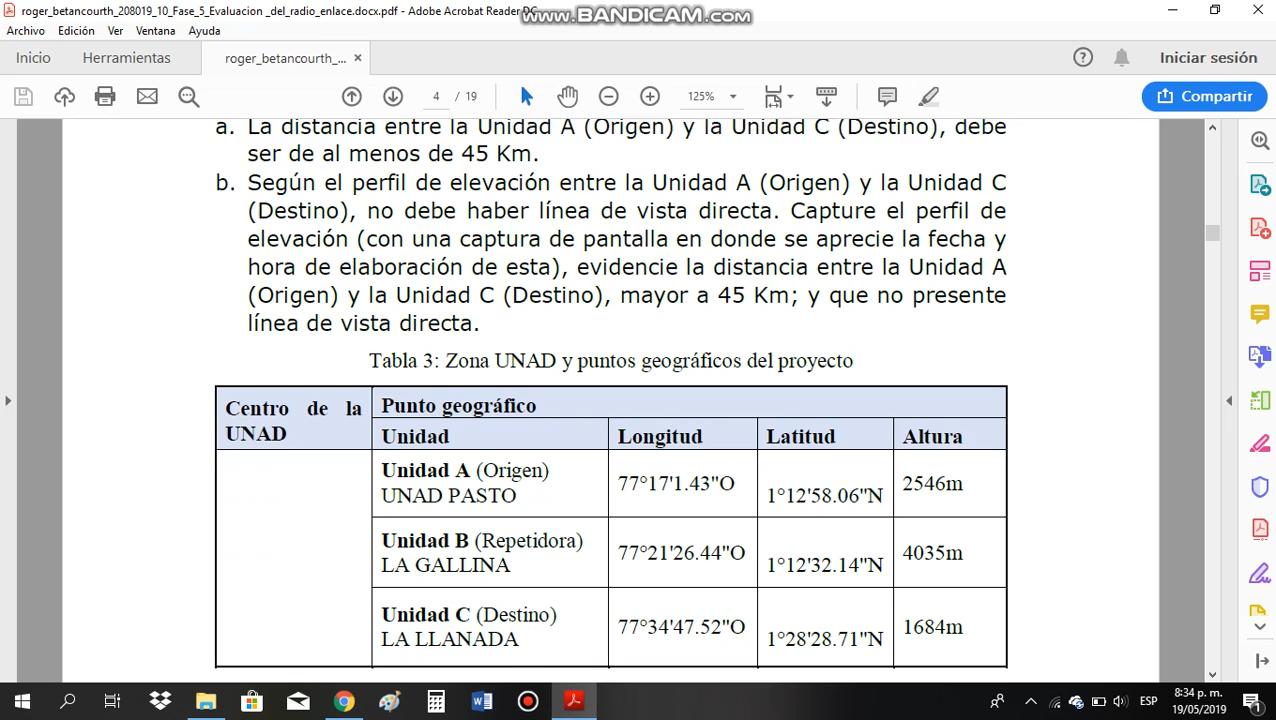 roger_betancourth_208019_10_Fase_5_Evaluacion _del_radio_enlace.docx.pdf - Adobe Acrobat Reader DC
www.BANDICAM.com
Archivo Edición Ver Ventana Ayuda
Inicio Herramientas roger_betancourth_... × Iniciar sesión
4 / 19 125% Compartir
a. La distancia entre la Unidad A (Origen) y la Unidad C (Destino), debe
ser de al menos de 45 Km.
b. Según el perfil de elevación entre la Unidad A (Origen) y la Unidad C
(Destino), no debe haber línea de vista directa. Capture el perfil de
elevación (con una captura de pantalla en donde se aprecie la fecha y
hora de elaboración de esta), evidencie la distancia entre la Unidad A
(Origen) y la Unidad C (Destino), mayor a 45 Km; y que no presente
línea de vista directa.
Tabla 3: Zona UNAD y puntos geográficos del proyecto
Centro de la
UNAD
Punto geográfico
Unidad Longitud Latitud Altura
Unidad A (Origen)
UNAD PASTO
77°17'1.43"O 1°12'58.06"N 2546m
Unidad B (Repetidora)
LA GALLINA
77°21'26.44"O 1°12'32.14"N 4035m
Unidad C (Destino)
LA LLANADA
77°34'47.52"O 1°28'28.71"N 1684m
ESP
8:34 p. m.
19/05/2019
1